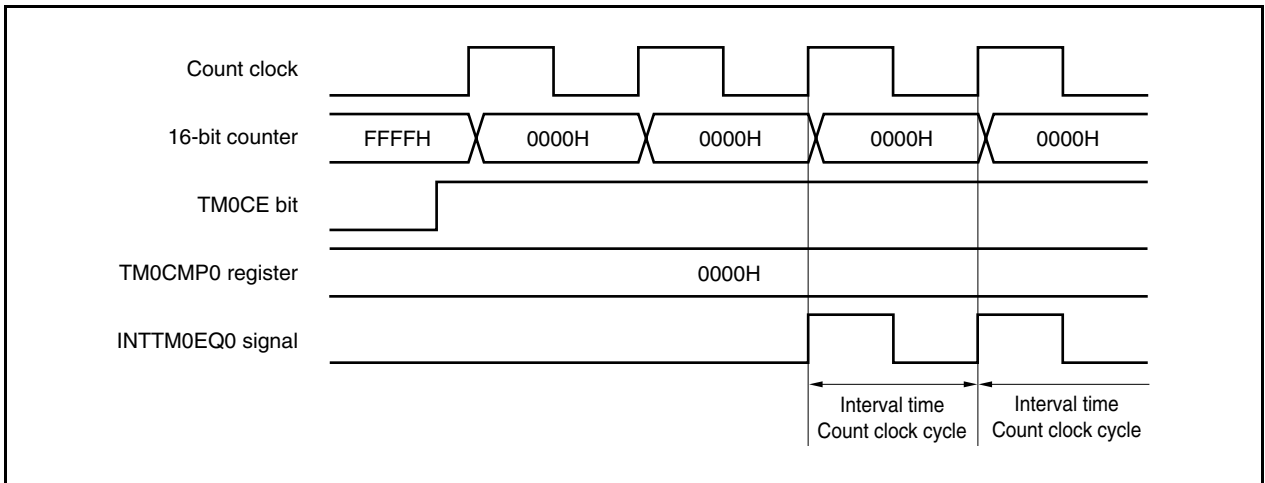 Count clock
16-bit counter FFFFH 0000H 0000H 0000H 0000H
TM0CE bit
TM0CMP0 register 0000H
INTTM0EQ0 signal
Interval time Interval time
Count clock cycle Count clock cycle